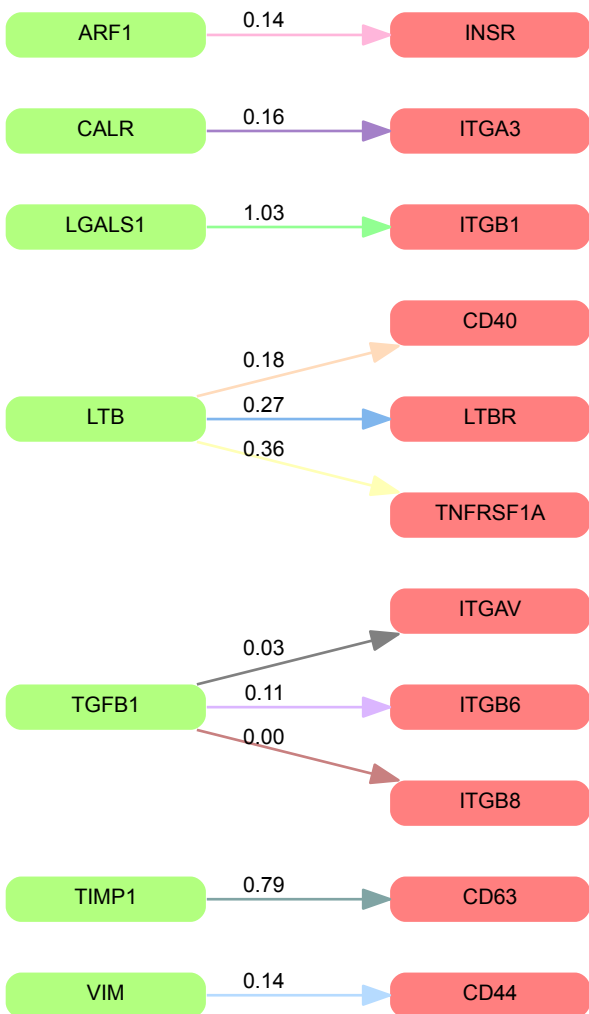 ARF1 0.14 INSR
CALR 0.16 ITGA3
LGALS1 1.03 ITGB1
CD40
0.18
LTB 0.27 LTBR
0.36
TNFRSF1A
ITGAV
0.03
TGFB1 0.11 ITGB6
0.00
ITGB8
TIMP1 0.79 CD63
VIM 0.14 CD44